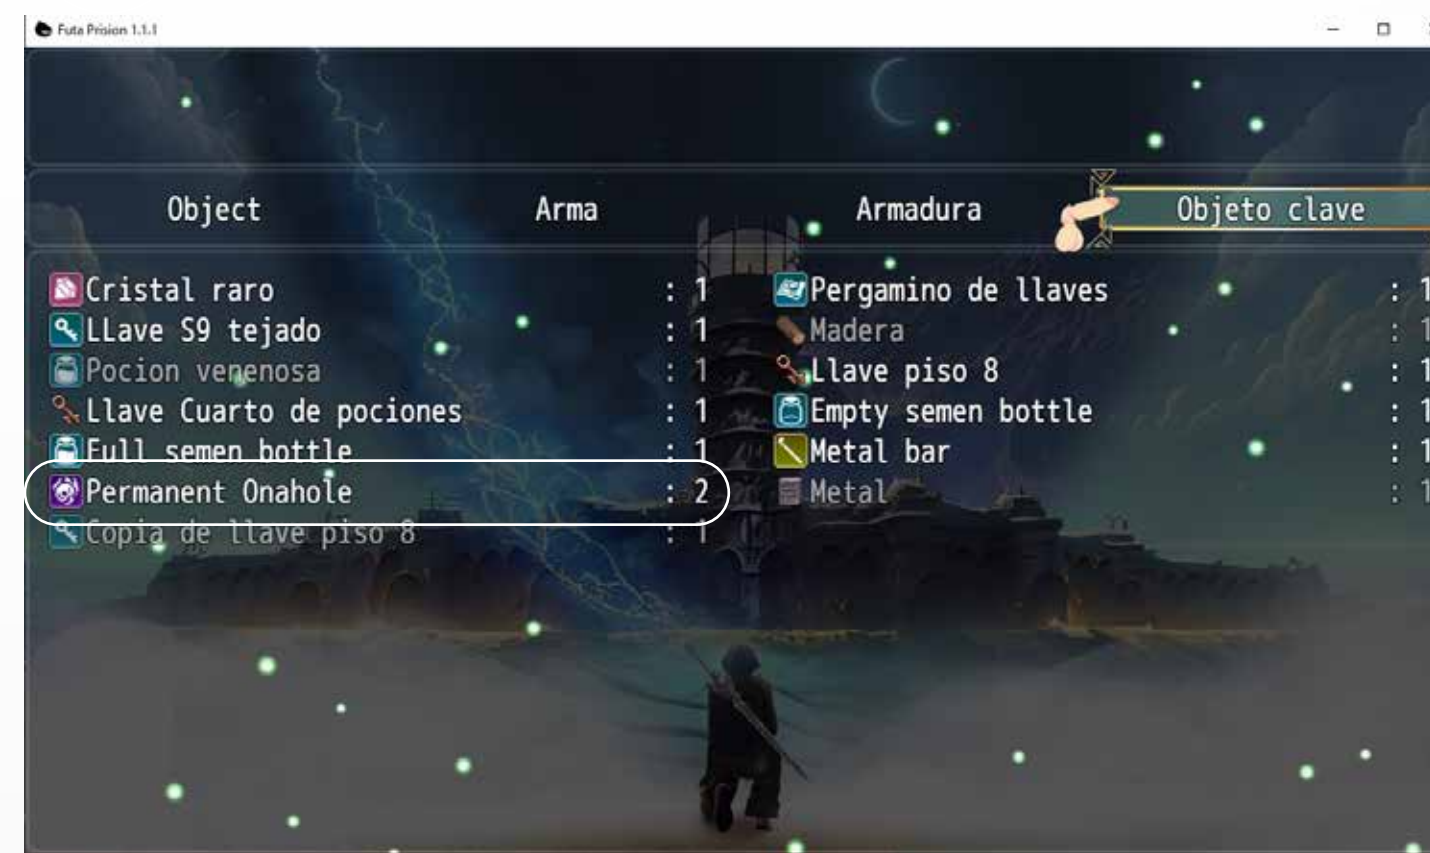 Futa Prision 1.1.1
Object Arma Armadura Objeto clave
Cristal raro : 1 Pergamino de llaves : 1
LLave S9 tejado : 1 Madera : 1
Pocion venenosa : 1 Llave piso 8 : 1
Llave Cuarto de pociones : 1 Empty semen bottle : 1
Full semen bottle : 1 Metal bar : 1
Permanent Onahole : 2 Metal : 1
Copia de llave piso 8 : 1